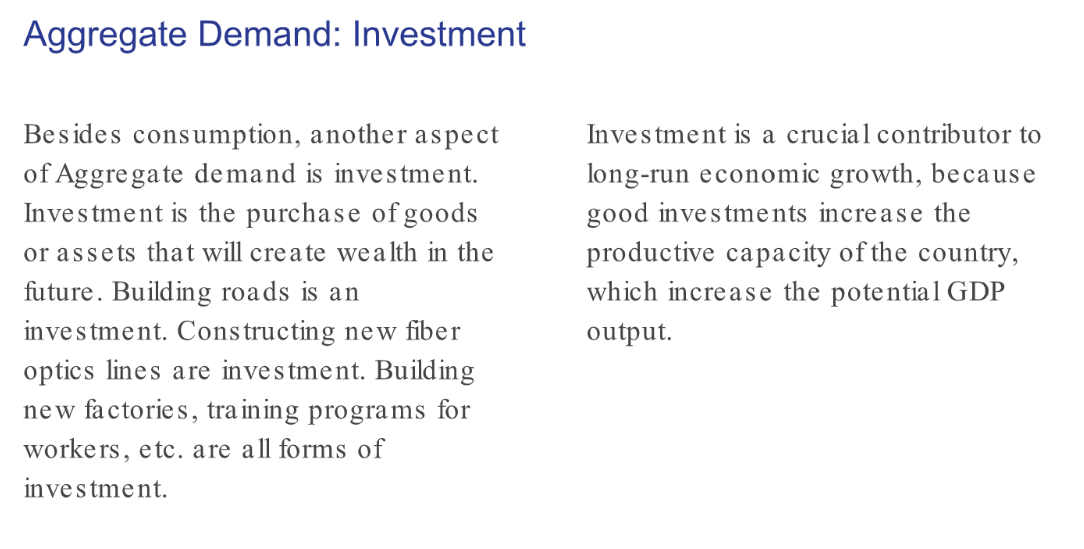 Aggregate Demand: Investment
Besides consumption, another aspect
of Aggregate demand is investment.
Investment is the purchase of goods
or assets that will create wealth in the
future. Building roads is an
investment. Constructing new fiber
optics lines are investment. Building
new factories, training programs for
workers, etc. are all forms of
investment.
Investment is a crucial contributor to
long-run economic growth, because
good investments increase the
productive capacity of the country,
which increase the potential GDP
output.